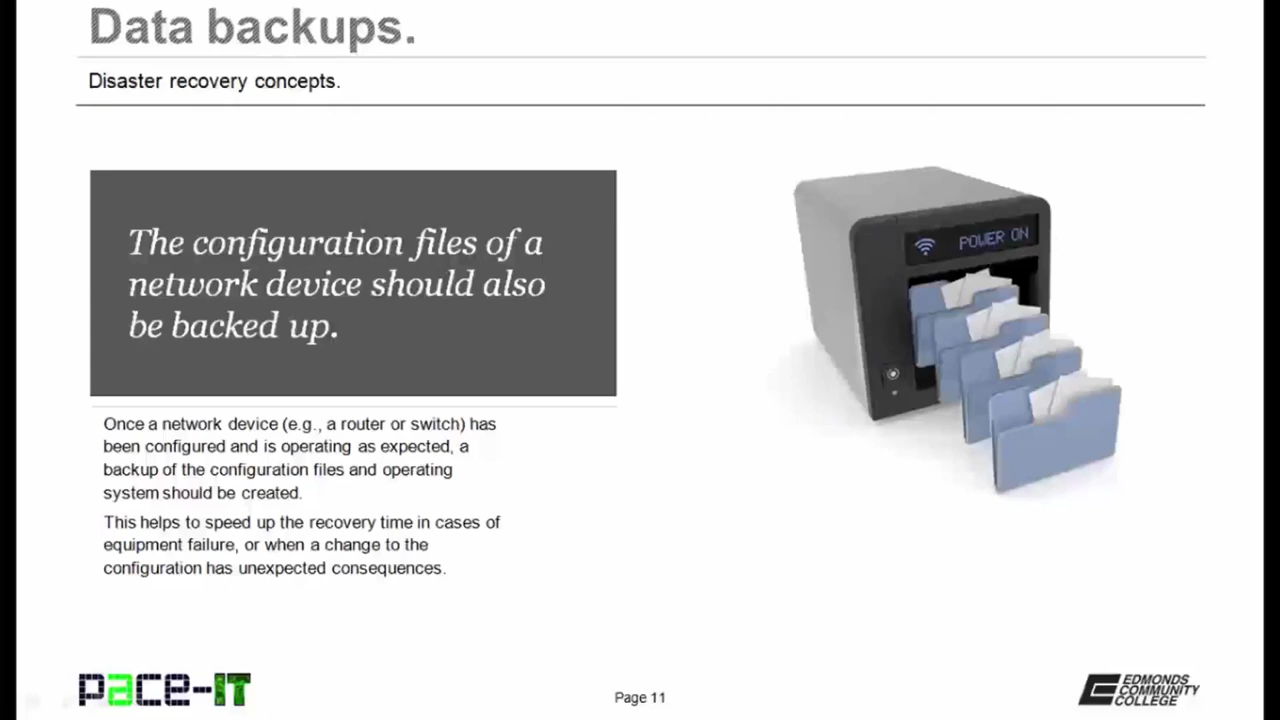 Data backups.
Disaster recovery concepts.
The configuration files of a
network device should also
be backed up.
POWER ON
Once a network device (e.g., a router or switch) has
been configured and is operating as expected, a
backup of the configuration files and operating
system should be created.
This helps to speed up the recovery time in cases of
equipment failure, or when a change to the
configuration has unexpected consequences.
pace-IT
Page 11
EDMONDS
COMMUNITY
COLLEGE